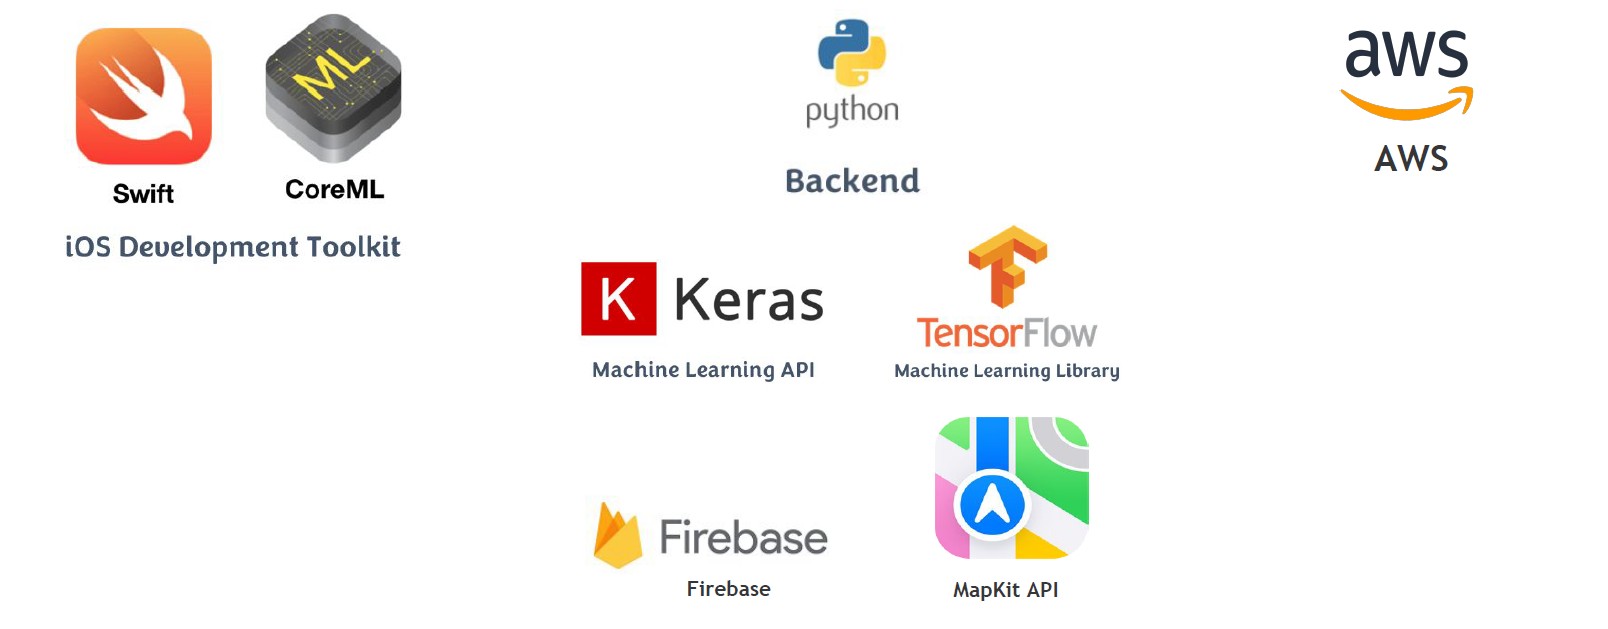 ML
Swift
CoreML
iOS Development Toolkit
python
Backend
aws
AWS
K Keras
Machine Learning API
TensorFlow
Machine Learning Library
Firebase
Firebase
MapKit API